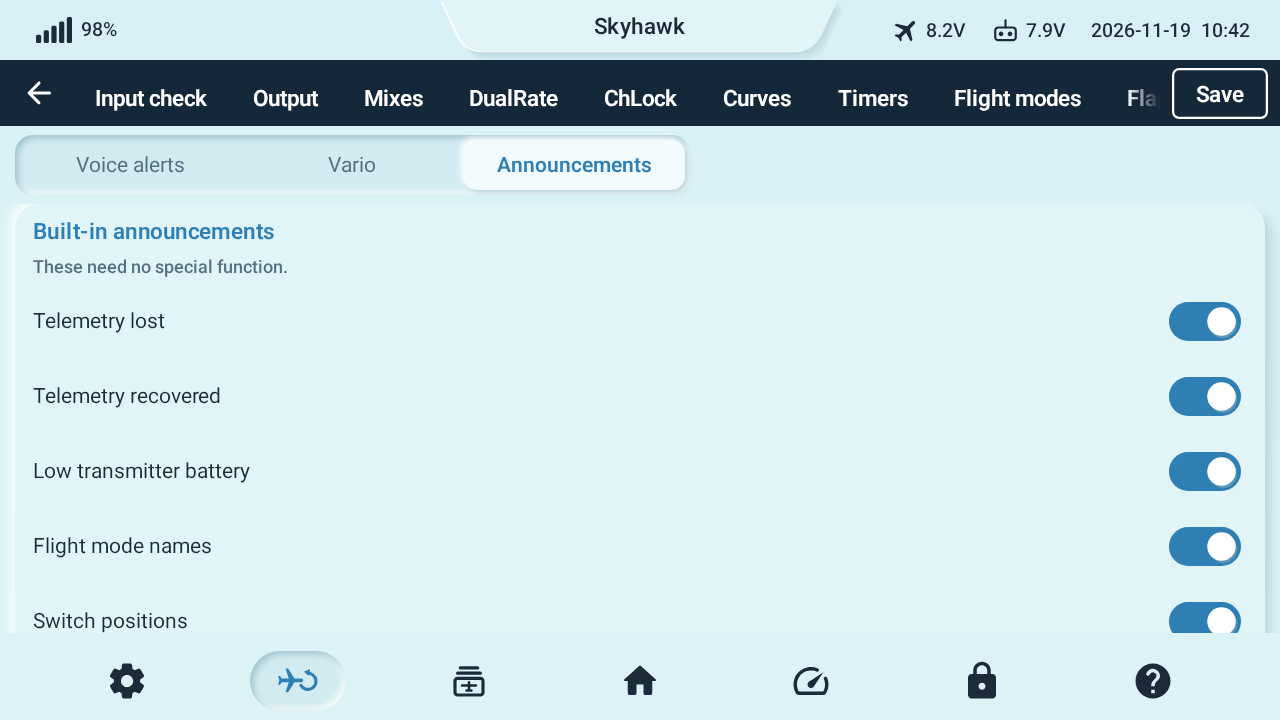 98%
Skyhawk
8.2V
7.9V
2026-11-19 10:42
Input check
Output
Mixes
DualRate
ChLock
Curves
Timers
Flight modes
Fla
Save
Voice alerts
Vario
Announcements
Built-in announcements
These need no special function.
Telemetry lost
Telemetry recovered
Low transmitter battery
Flight mode names
Switch positions